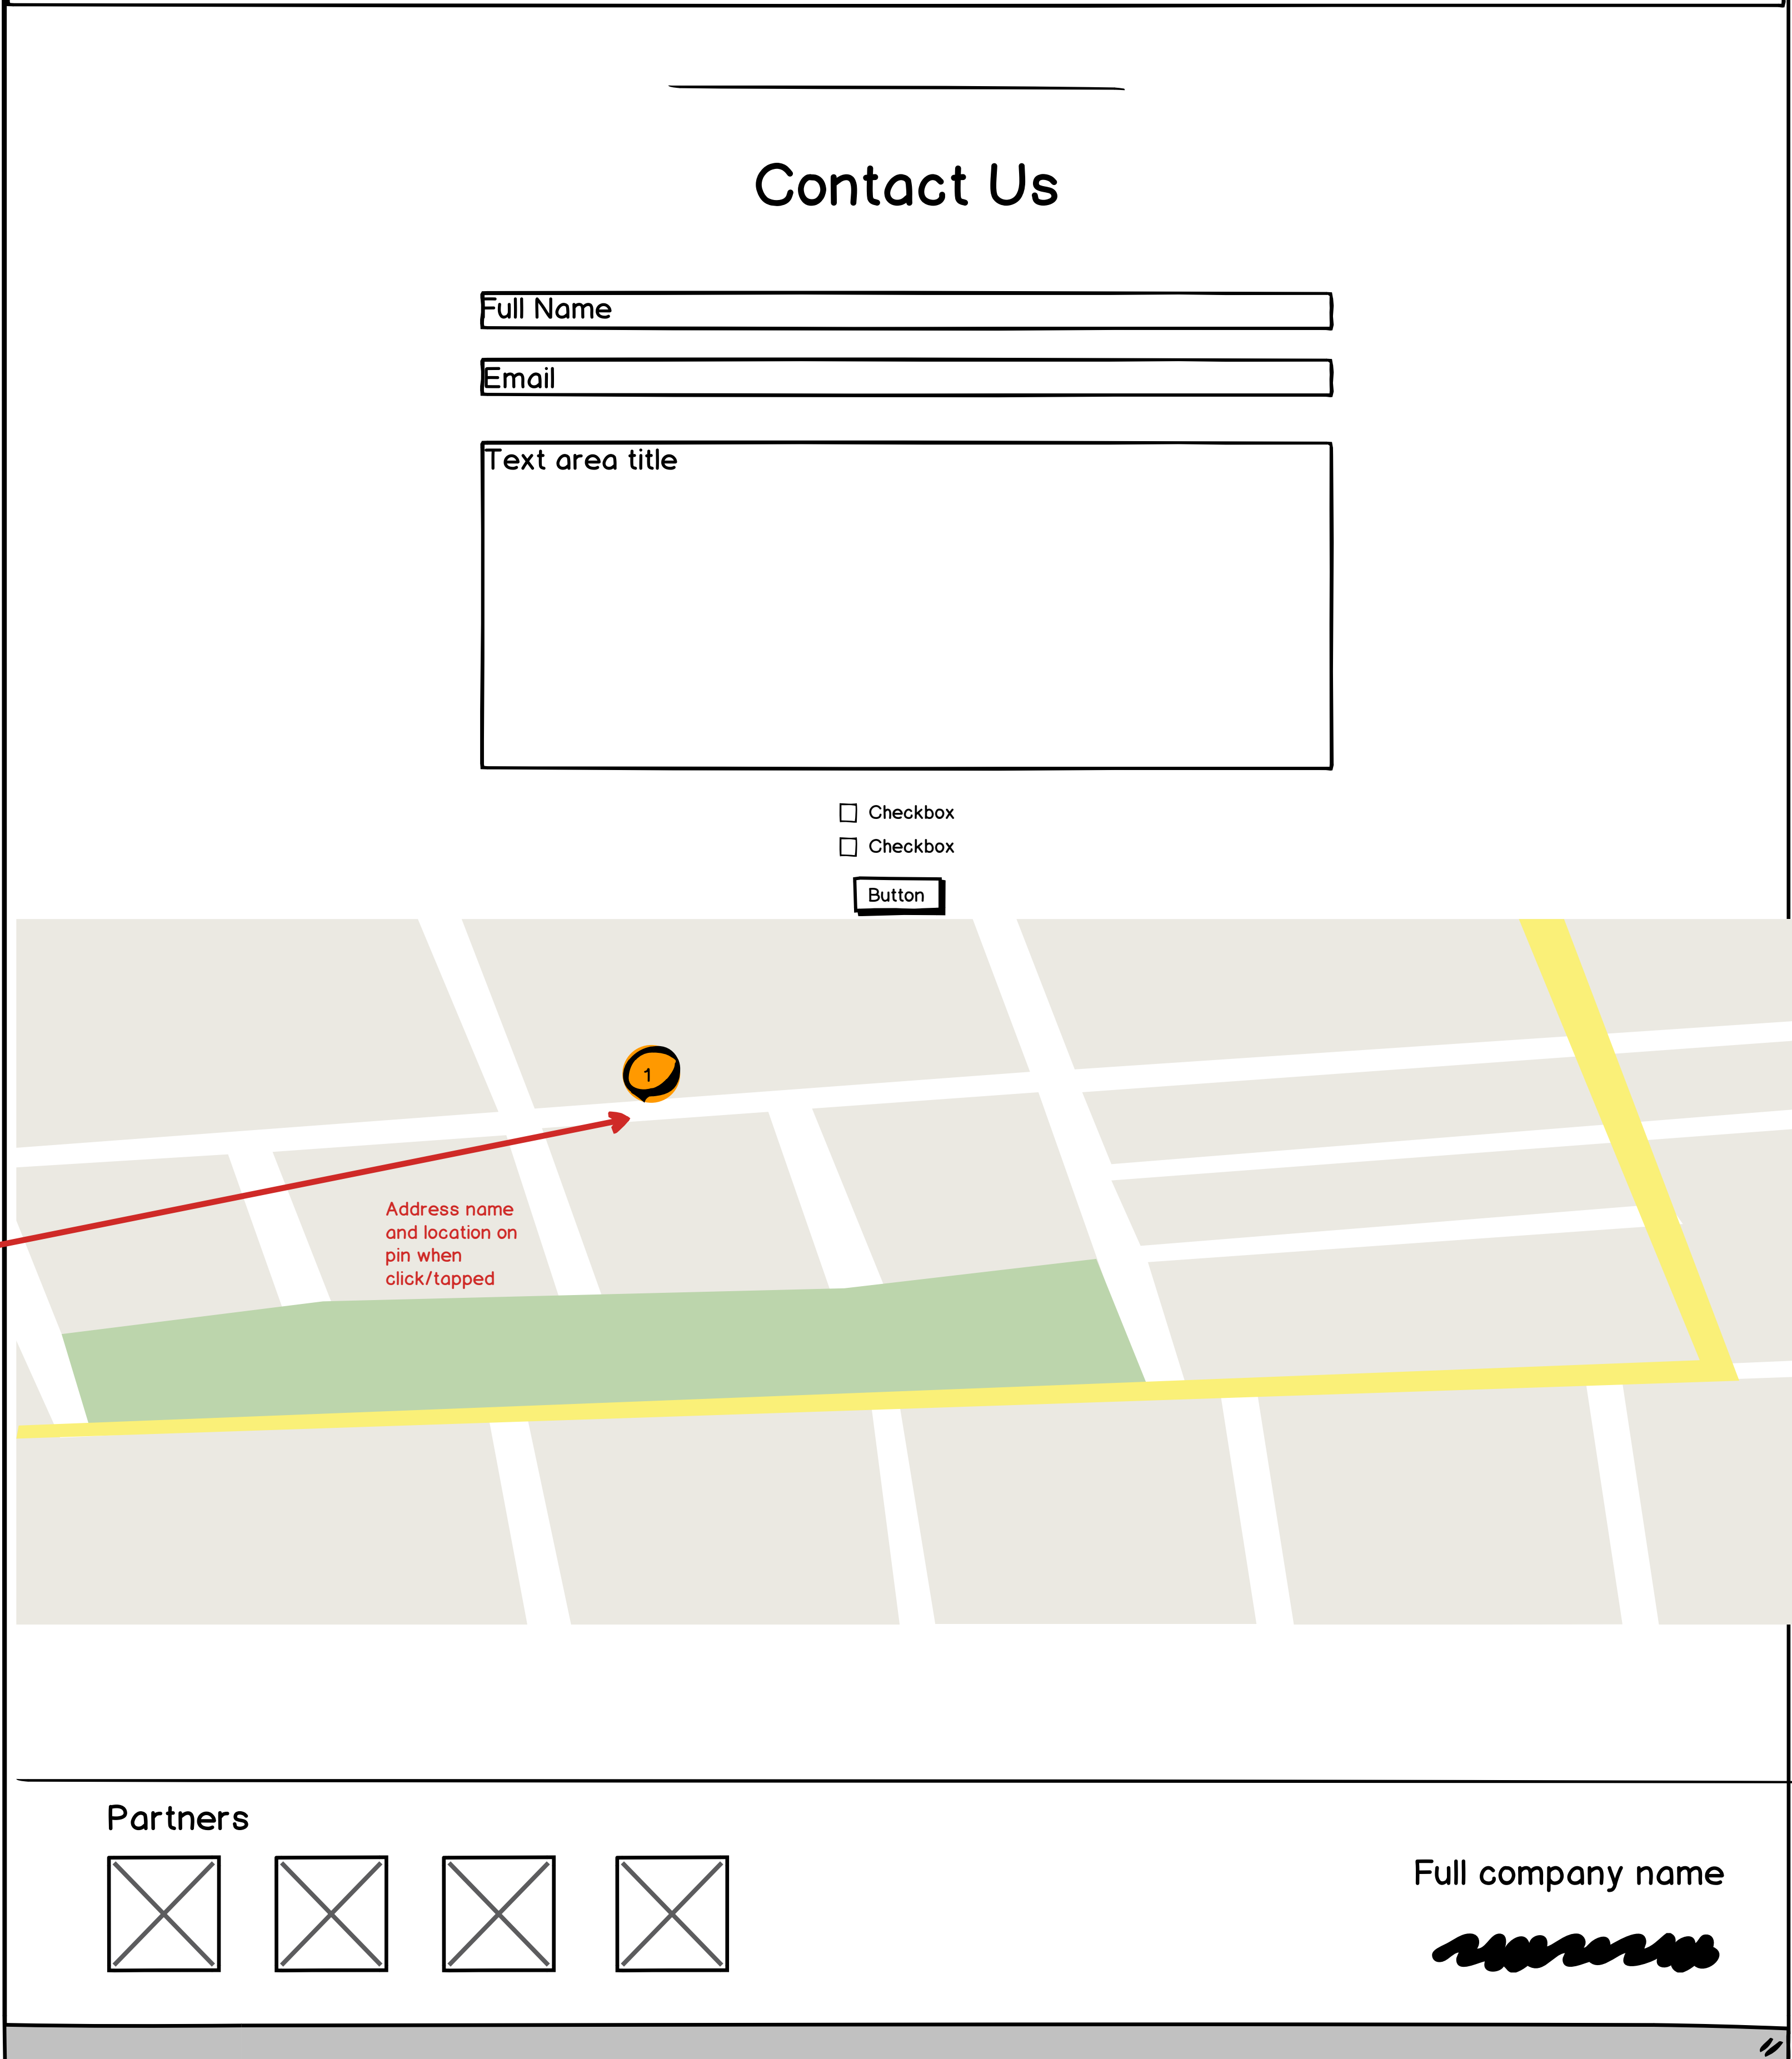 Contact Us
Full Name
Email
Text area title
Checkbox
Checkbox
Button
1
Address name
and location on
pin when
click/tapped
Partners
Full company name